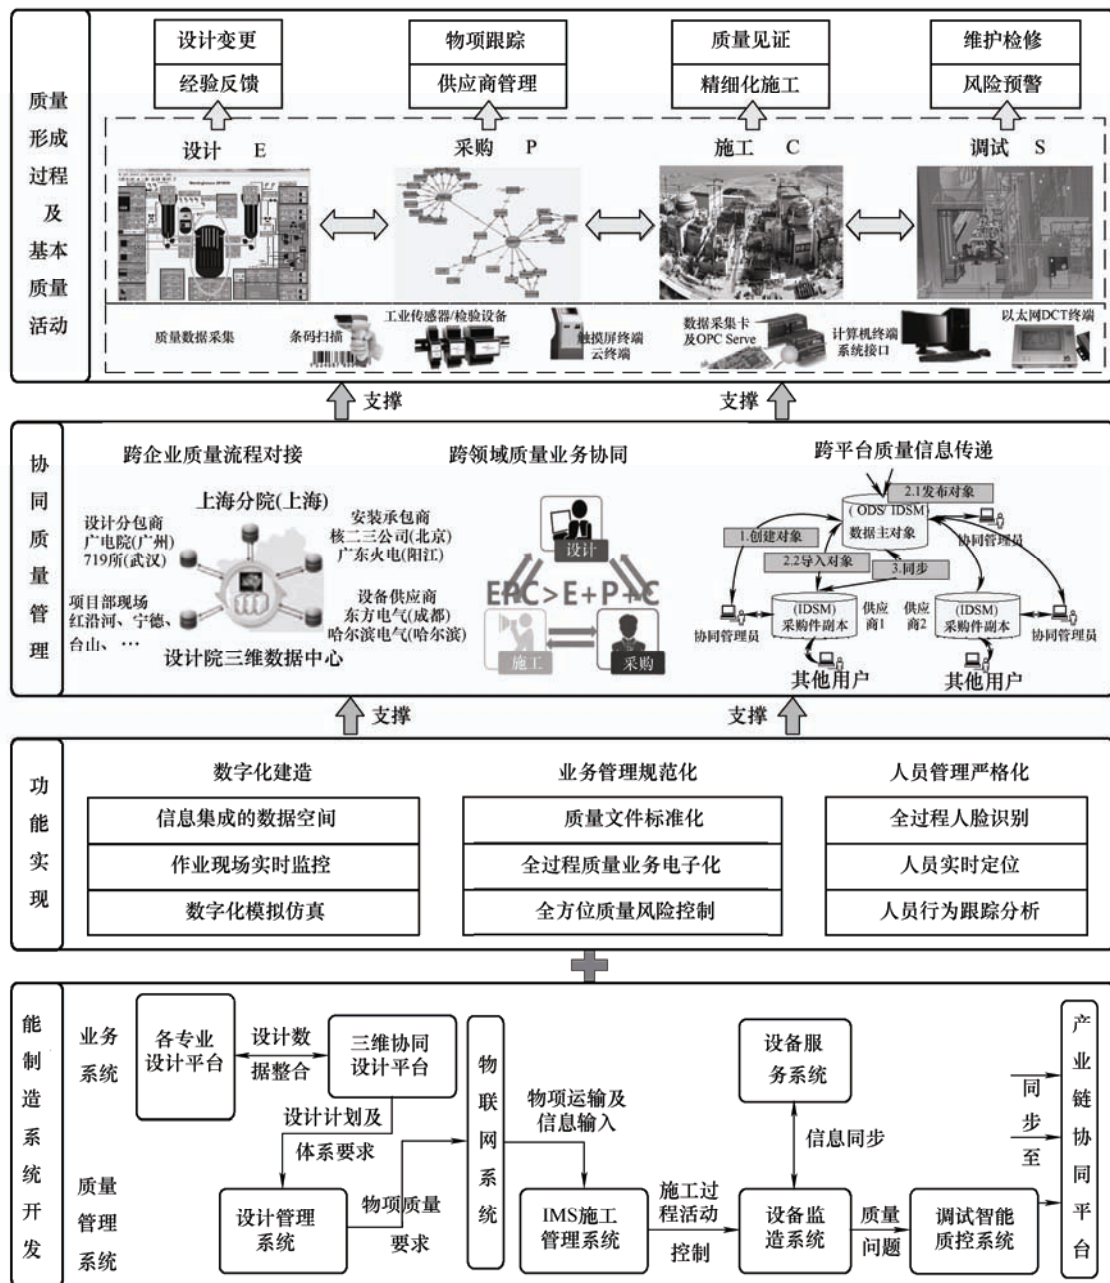 质量
形成
过程
及
基本
质量
活动
设计变更
经验反馈
物项跟踪
供应商管理
质量见证
精细化施工
维护检修
风险预警
设计 E
采购 P
施工 C
调试 S
质量数据采集
条码扫描
工业传感器/检验设备
触摸屏终端
云终端
数据采集卡
及OPC Serve
计算机终端
系统接口
以太网DCT终端
支撑
支撑
协同质量管理
跨企业质量流程对接
上海分院(上海)
设计分包商
广电院(广州)
719所(武汉)
项目部现场
红沿河、宁德、
台山、…
安装承包商
核二三公司(北京)
广东火电(阳江)
设备供应商
东方电气(成都)
哈尔滨电气(哈尔滨)
设计院三维数据中心
跨领域质量业务协同
设计
EPC>E+P+C
施工
采购
跨平台质量信息传递
2.1发布对象
(ODS/ IDSM)
数据主对象
1.创建对象
2.2导入对象
3.同步
协同管理员
(IDSM)
采购件副本
供应商1
供应商2
(IDSM)
采购件副本
协同管理员
协同管理员
其他用户
其他用户
支撑
支撑
功能实现
数字化建造
信息集成的数据空间
作业现场实时监控
数字化模拟仿真
业务管理规范化
质量文件标准化
全过程质量业务电子化
全方位质量风险控制
人员管理严格化
全过程人脸识别
人员实时定位
人员行为跟踪分析
能制造系统开发
业务
系统
各专业
设计平台
设计数
据整合
三维协同
设计平台
设计计划及
体系要求
质量
管理
系统
设计管理
系统
物项质量
要求
物联网系统
物项运输及
信息输入
IMS施工
管理系统
施工过
程活动
控制
设备服
务系统
信息同步
设备监
造系统
质量
问题
调试智能
质控系统
同步至
产业链协同平台